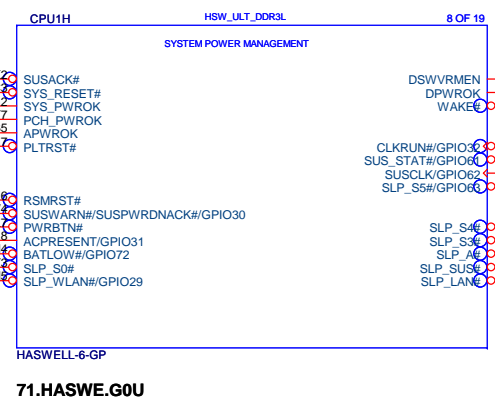 CPU1H HSW_ULT_DDR3L 8 OF 19
SYSTEM POWER MANAGEMENT
SUSACK# DSWVRMEN
SYS_RESET# DPWROK
SYS_PWROK WAKE#
PCH_PWROK
APWROK
PLTRST# CLKRUN#/GPIO32
SUS_STAT#/GPIO61
SUSCLK/GPIO62
SLP_S5#/GPIO63
RSMRST#
SUSWARN#/SUSPWRDNACK#/GPIO30
PWRBTN# SLP_S4#
ACPRESENT/GPIO31 SLP_S3#
BATLOW#/GPIO72 SLP_A#
SLP_S0# SLP_SUS#
SLP_WLAN#/GPIO29 SLP_LAN#
HASWELL-6-GP
71.HASWE.G0U